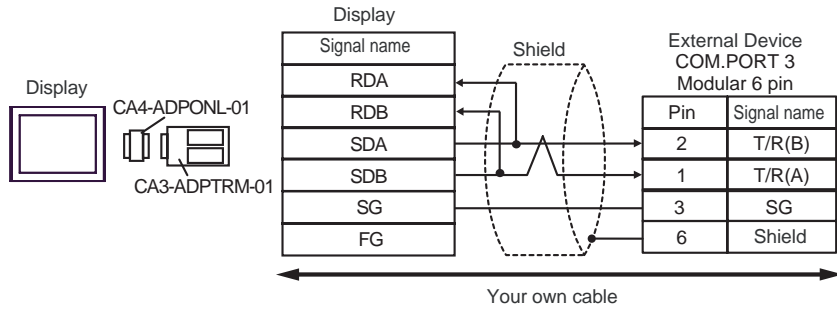 Display
CA4-ADPONL-01
CA3-ADPTRM-01
Display
Signal name
RDA
RDB
SDA
SDB
SG
FG
Shield
External Device
COM.PORT 3
Modular 6 pin
Pin Signal name
2 T/R(B)
1 T/R(A)
3 SG
6 Shield
Your own cable